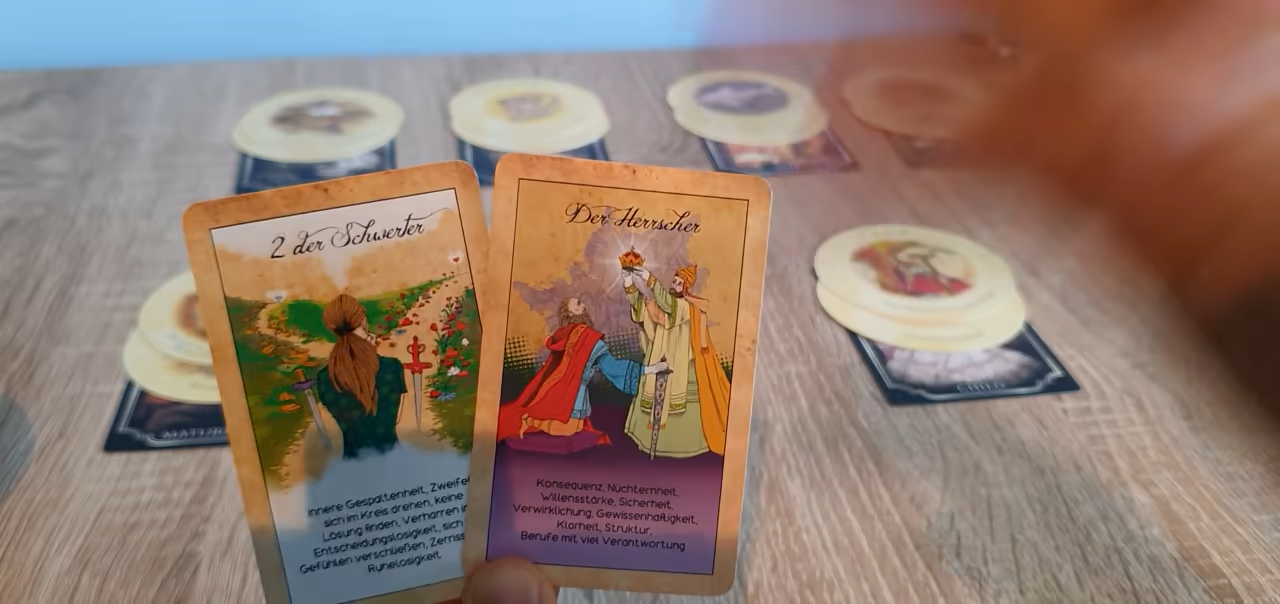 2 der Schwerter
Innere Gespaltenheit, Zweifel
sich im Kreis drehen, keine
Lösung finden, Verharren in
Entscheidungslosigkeit, sich
Gefühlen verschließen,
Ruhelosigkeit,
Der Herrscher
Konsequenz, Nüchternheit,
Willensstärke, Sicherheit,
Verwirklichung, Gewissenhaftigkeit,
Klarheit, Struktur,
Berufe mit viel Verantwortung
CHILD